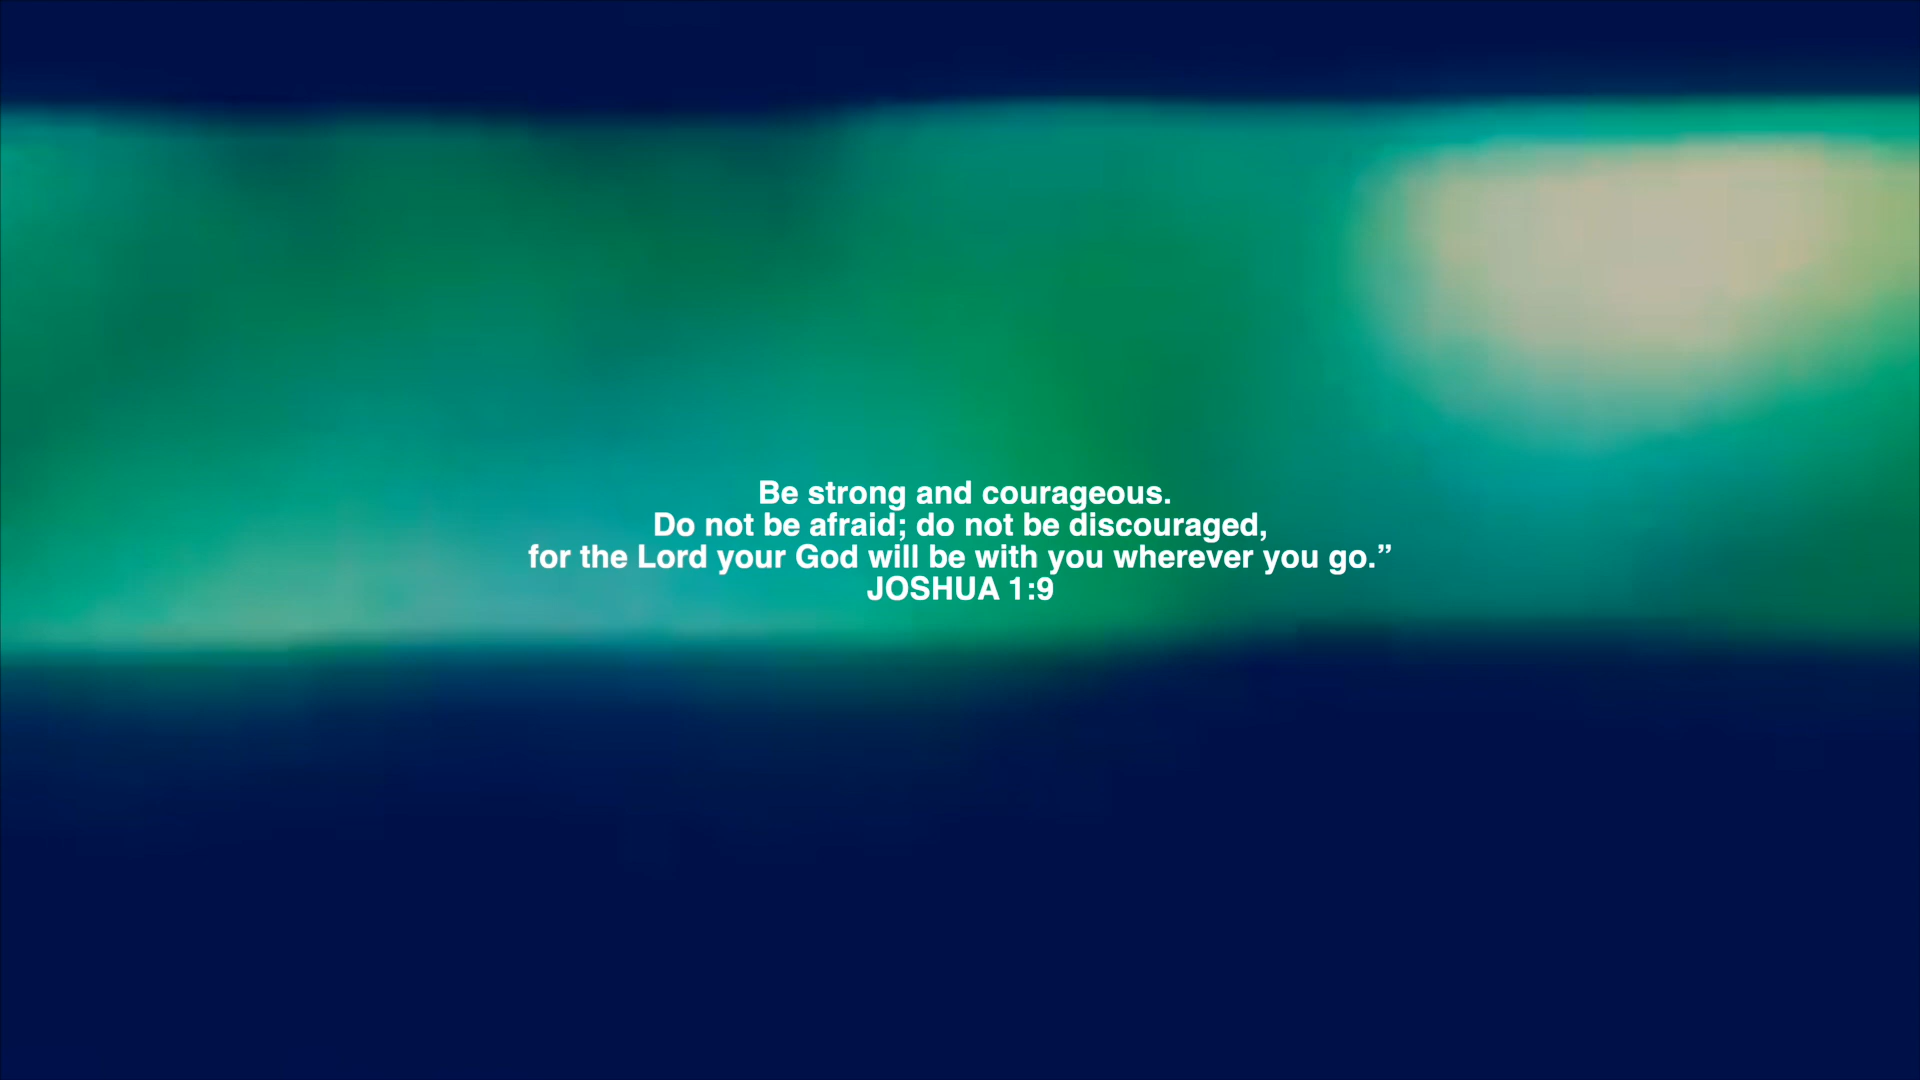 Be strong and courageous.
Do not be afraid; do not be discouraged,
for the Lord your God will be with you wherever you go.”
JOSHUA 1:9